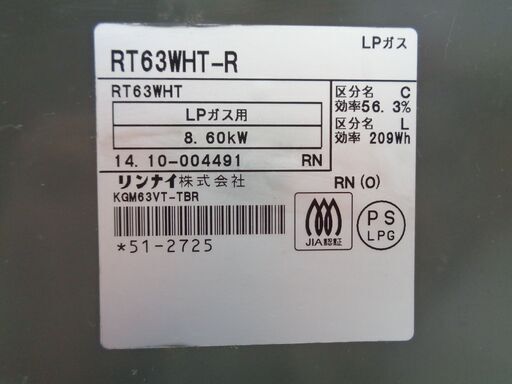 LPガス
RT63WHT-R
RT63WHT
LPガス用
8.60kW
14.10-004491 RN
区分名 C
効率56.3%
区分名 L
効率 209Wh
リンナイ株式会社
KGM63VT-TBR
RN(O)
*51-2725
JIA認証
PS
LPG